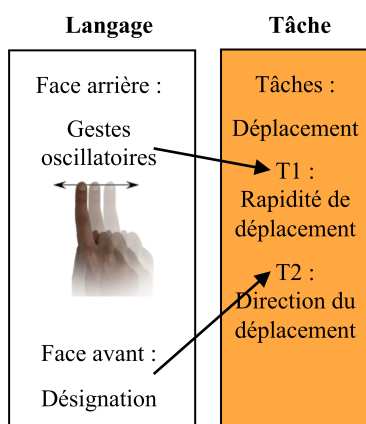 Langage
Face arrière :
Gestes
oscillatoires
Face avant :
Désignation
Tâche
Tâches :
Déplacement
T1 :
Rapidité de
déplacement
T2 :
Direction du
déplacement